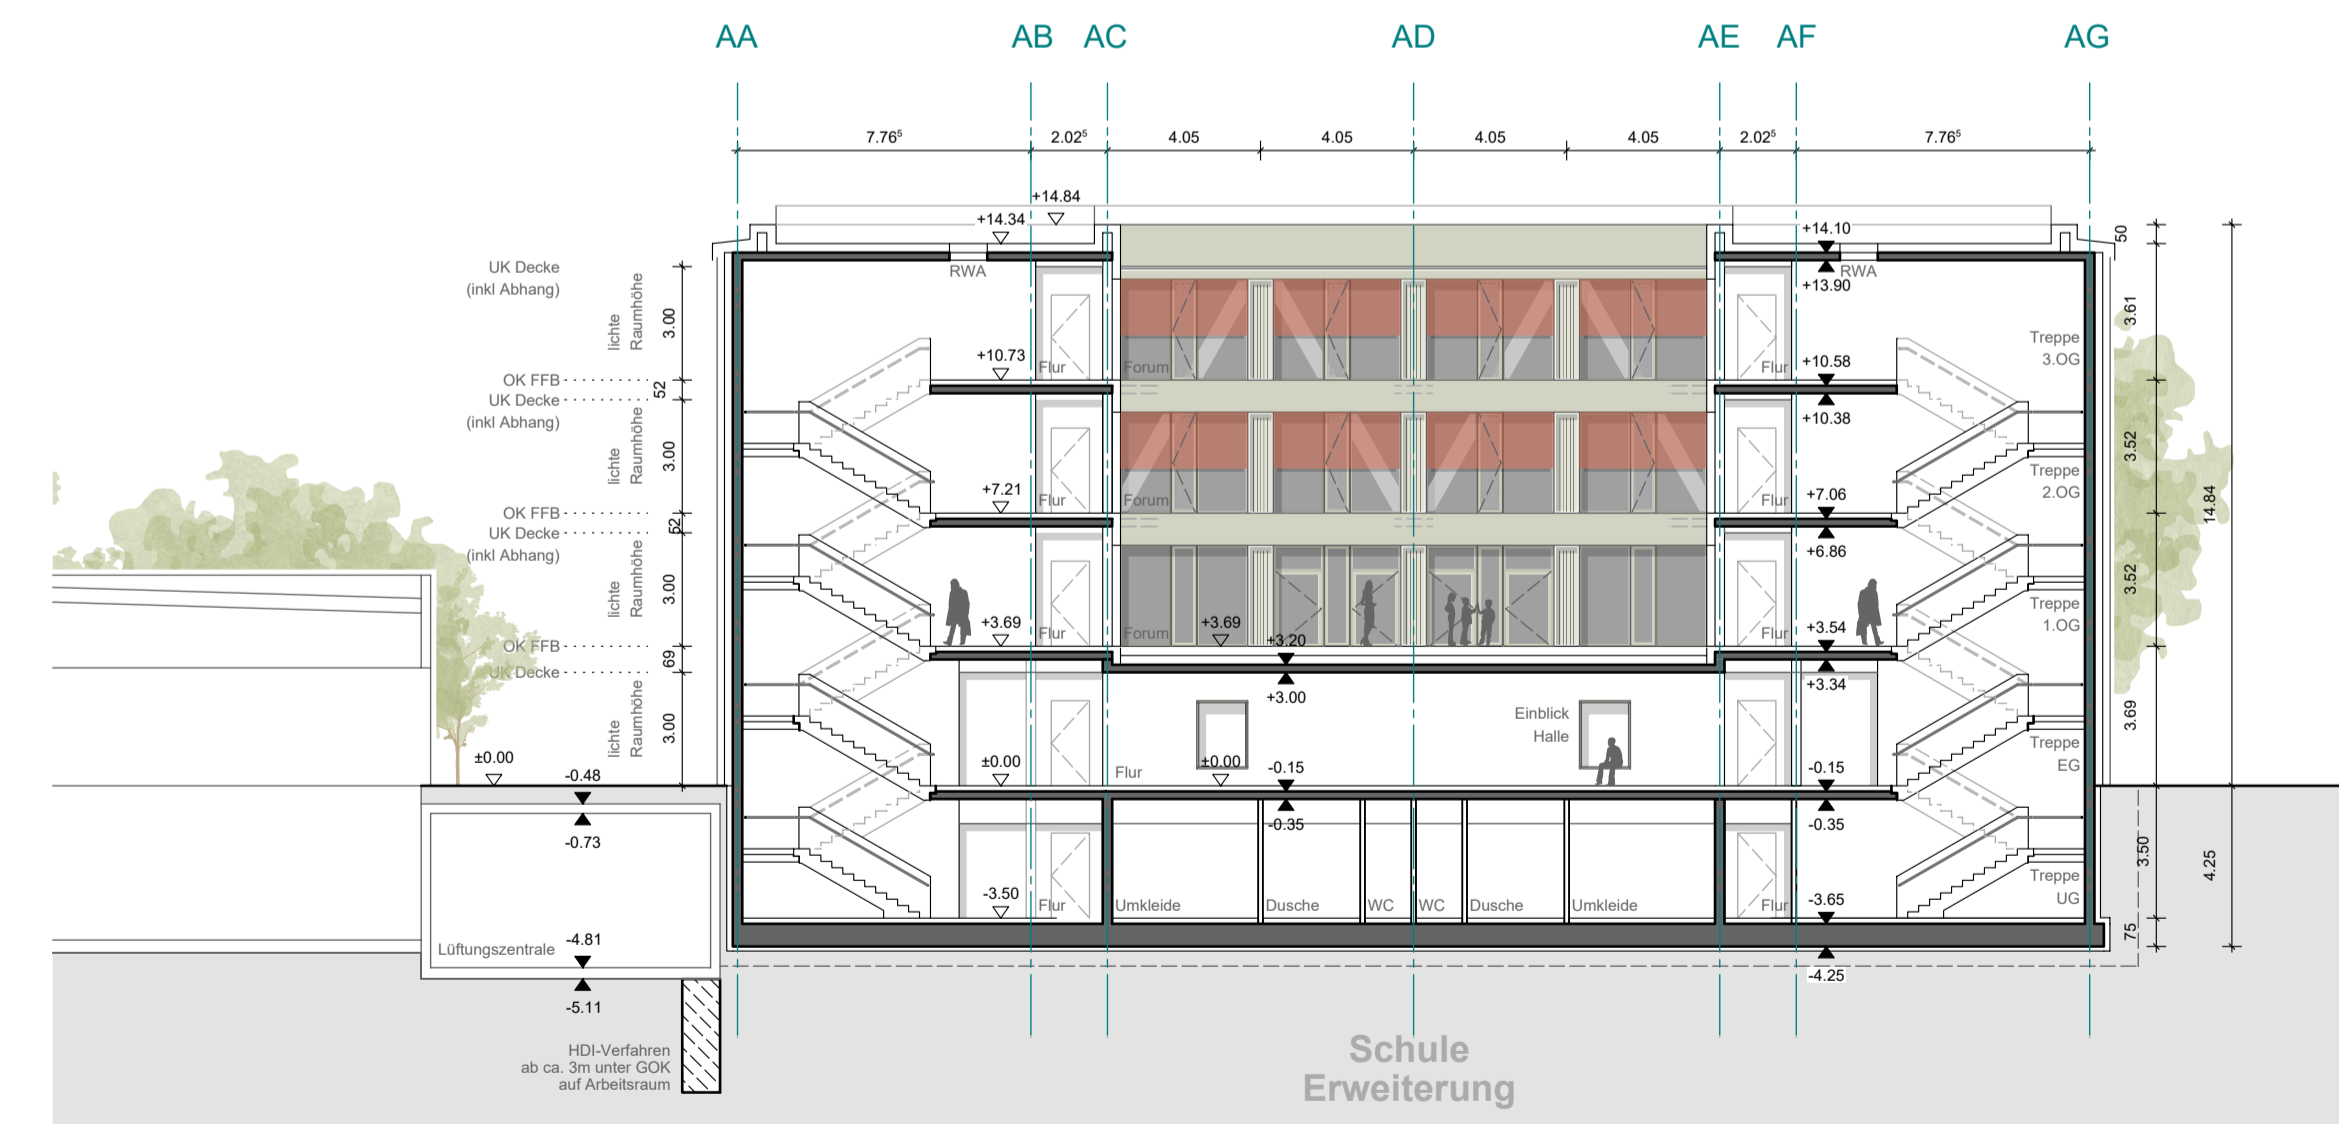 AA AB AC AD AE AF AG
7.76⁵ 2.02⁵ 4.05 4.05 4.05 4.05 2.02⁵ 7.76⁵
+14.84
+14.34
+14.10
50
UK Decke
(inkl Abhang)
lichte
Raumhöhe
3.00
RWA
RWA
+13.90
3.61
+10.73
Flur
Forum
Flur
+10.58
Treppe
3.OG
OK FFB
52
UK Decke
(inkl Abhang)
lichte
Raumhöhe
3.00
+10.38
3.52
+7.21
Flur
Forum
Flur
+7.06
Treppe
2.OG
14.84
OK FFB
52
UK Decke
(inkl Abhang)
lichte
Raumhöhe
3.00
+6.86
3.52
+3.69
Flur
Forum
+3.69
+3.20
Flur
+3.54
Treppe
1.OG
OK FFB
69
UK Decke
lichte
Raumhöhe
3.00
+3.00
+3.34
Einblick
Halle
3.69
±0.00
-0.48
±0.00
Flur
±0.00
-0.15
-0.15
Treppe
EG
-0.73
-0.35
-0.35
3.50
4.25
-3.50
Flur
Umkleide
Dusche
WC
WC
Dusche
Umkleide
Flur
-3.65
Treppe
UG
75
Lüftungszentrale
-4.81
-5.11
-4.25
HDI-Verfahren
ab ca. 3m unter GOK
auf Arbeitsraum
Schule
Erweiterung